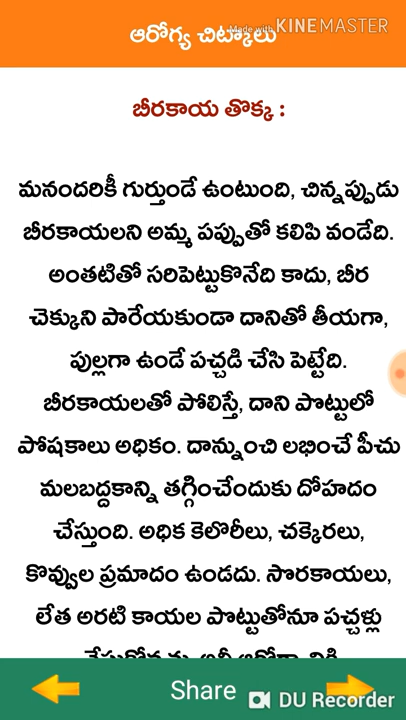 ఆరోగ్య చిట్కాలు
Made with KINEMASTER
బీరకాయ తొక్క :
మనందరికీ గుర్తుండే ఉంటుంది, చిన్నప్పుడు
బీరకాయలని అమ్మ పప్పుతో కలిపి వండేది.
అంతటితో సరిపెట్టుకొనేది కాదు, బీర
చెక్కుని పారేయకుండా దానితో తీయగా,
పుల్లగా ఉండే పచ్చడి చేసి పెట్టేది.
బీరకాయలతో పోలిస్తే, దాని పొట్టులో
పోషకాలు అధికం. దాన్నుంచి లభించే పీచు
మలబద్దకాన్ని తగ్గించేందుకు దోహదం
చేస్తుంది. అధిక కెలొరీలు, చక్కెరలు,
కొవ్వుల ప్రమాదం ఉండదు. సొరకాయలు,
లేత అరటి కాయల పొట్టుతోనూ పచ్చళ్లు
Share
DU Recorder